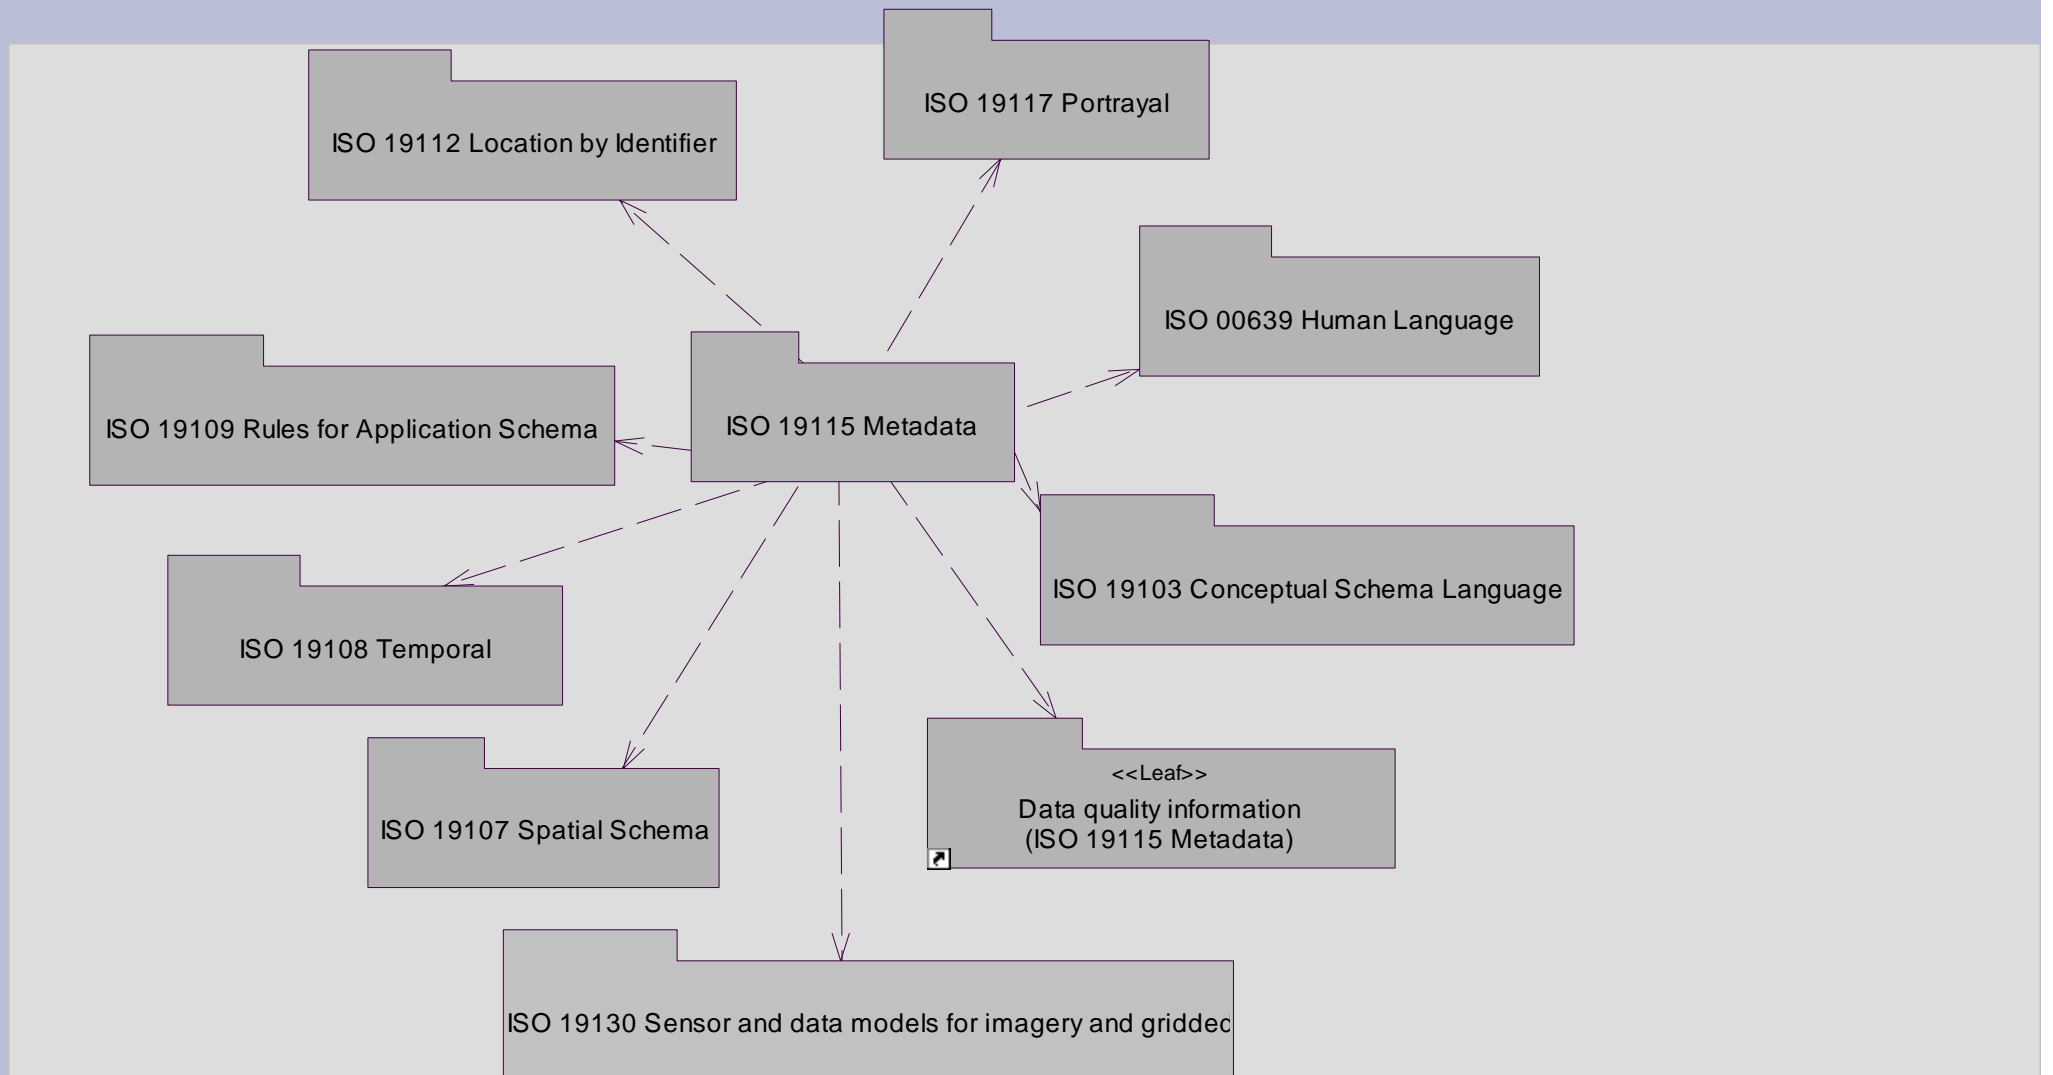 ISO 19117 Portrayal
ISO 19112 Location by Identifier
ISO 00639 Human Language
ISO 19109 Rules for Application Schema
ISO 19115 Metadata
ISO 19103 Conceptual Schema Language
ISO 19108 Temporal
<<Leaf>>
Data quality information
(ISO 19115 Metadata)
ISO 19107 Spatial Schema
ISO 19130 Sensor and data models for imagery and gridded